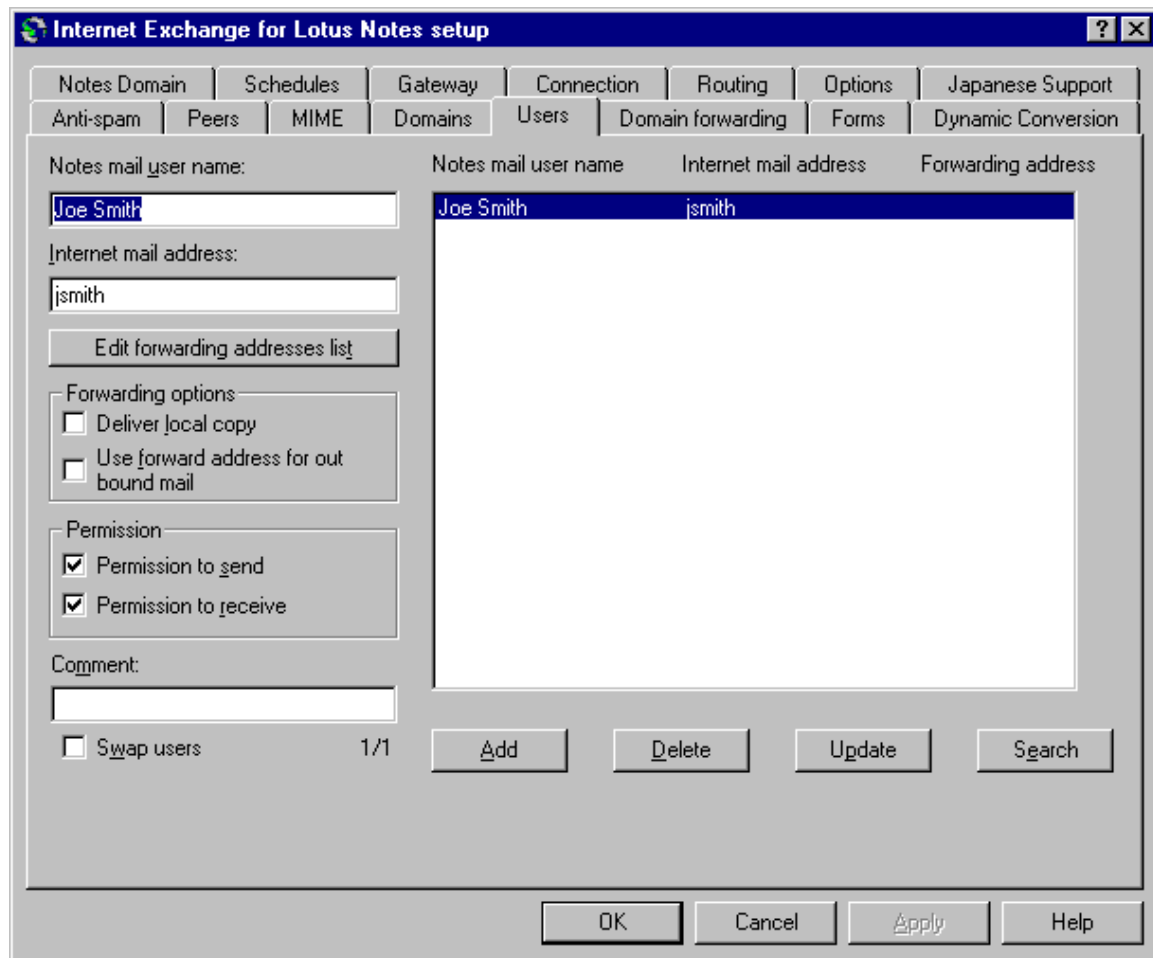 Internet Exchange for Lotus Notes setup
Notes Domain Schedules Gateway Connection Routing Options Japanese Support
Anti-spam Peers MIME Domains Users Domain forwarding Forms Dynamic Conversion
Notes mail user name:
Joe Smith
Internet mail address:
jsmith
Edit forwarding addresses list
Forwarding options
Deliver local copy
Use forward address for out
bound mail
Permission
Permission to send
Permission to receive
Comment:
Swap users 1/1
Notes mail user name Internet mail address Forwarding address
Joe Smith jsmith
Add Delete Update Search
OK Cancel Apply Help